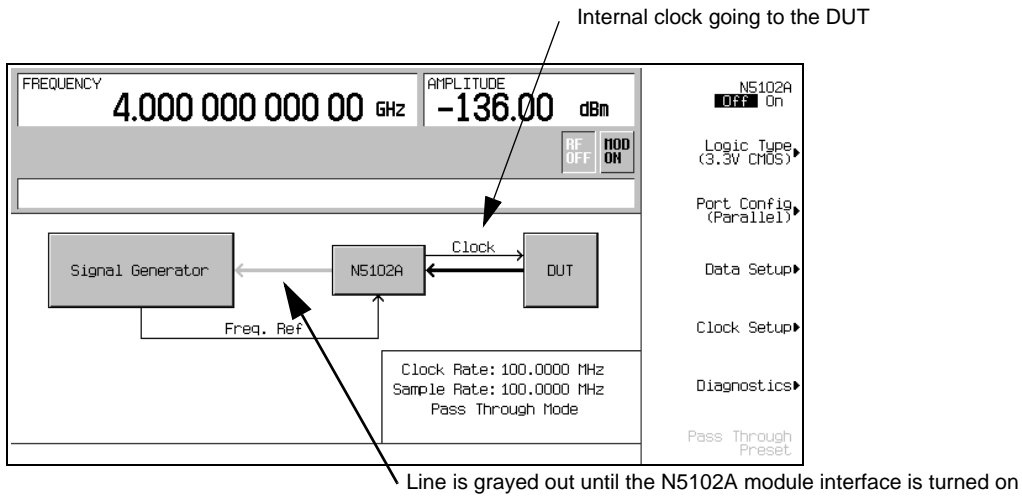 Internal clock going to the DUT
FREQUENCY
4.000 000 000 00 GHz
AMPLITUDE
-136.00 dBm
RF OFF
MOD ON
N5102A
Off On
Logic Type
(3.3V CMOS)
Port Config
(Parallel)
Data Setup
Clock Setup
Diagnostics
Pass Through
Preset
Signal Generator
N5102A
Clock
DUT
Freq. Ref
Clock Rate: 100.0000 MHz
Sample Rate: 100.0000 MHz
Pass Through Mode
Line is grayed out until the N5102A module interface is turned on